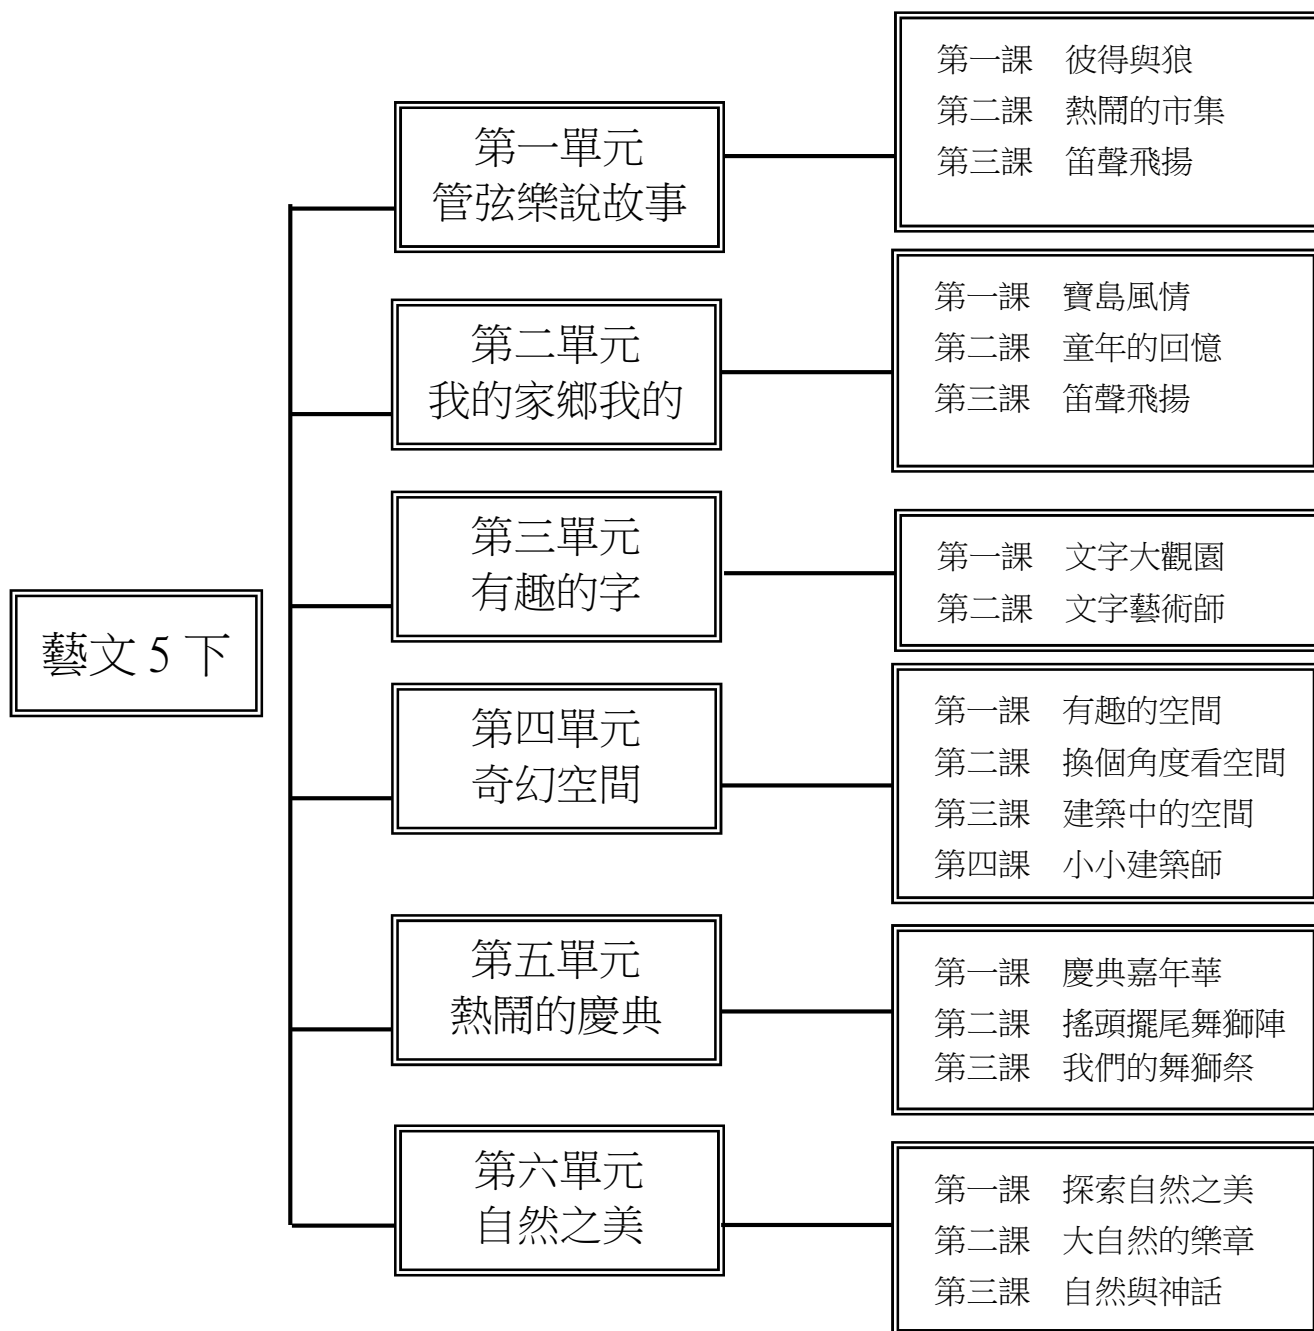 藝文 5 下
第一單元
管弦樂說故事
第一課　彼得與狼
第二課　熱鬧的市集
第三課　笛聲飛揚
第二單元
我的家鄉我的
第一課　寶島風情
第二課　童年的回憶
第三課　笛聲飛揚
第三單元
有趣的字
第一課　文字大觀園
第二課　文字藝術師
第四單元
奇幻空間
第一課　有趣的空間
第二課　換個角度看空間
第三課　建築中的空間
第四課　小小建築師
第五單元
熱鬧的慶典
第一課　慶典嘉年華
第二課　搖頭擺尾舞獅陣
第三課　我們的舞獅祭
第六單元
自然之美
第一課　探索自然之美
第二課　大自然的樂章
第三課　自然與神話